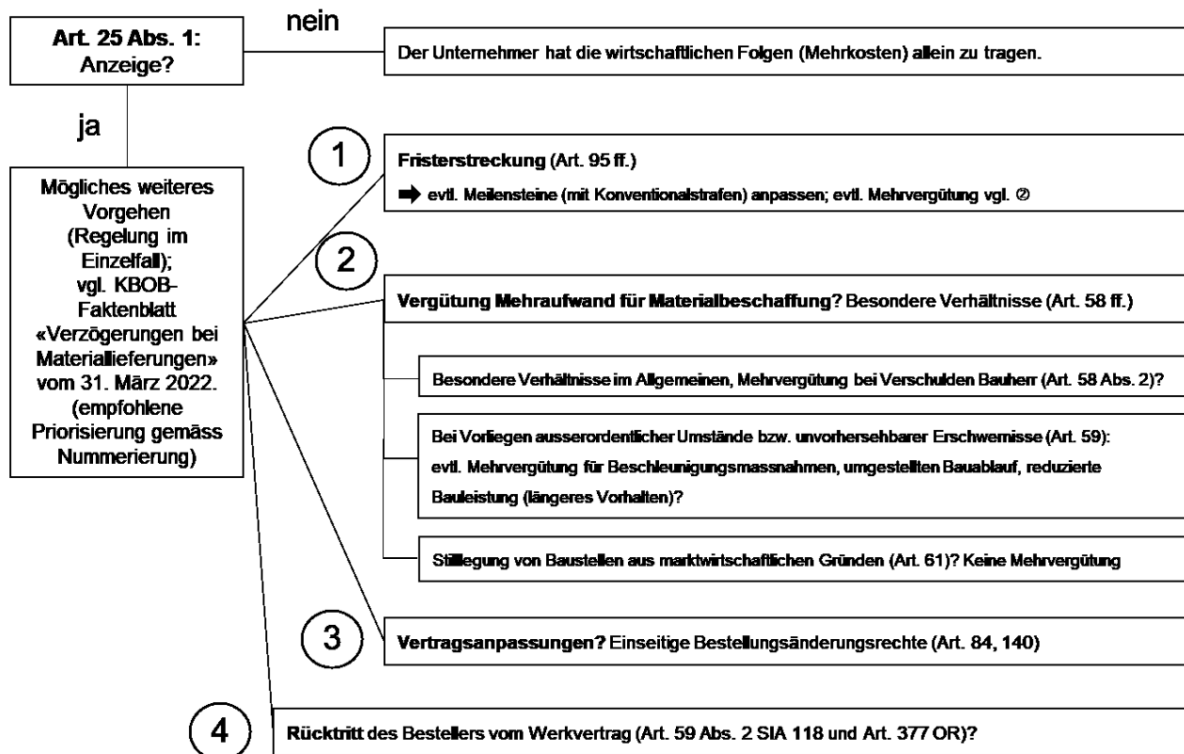 nein
Art. 25 Abs. 1:
Anzeige?
Der Unternehmer hat die wirtschaftlichen Folgen (Mehrkosten) allein zu tragen.
ja
Mögliches weiteres
Vorgehen
(Regelung im
Einzelfall);
vgl. KBOB-
Faktenblatt
«Verzögerungen bei
Materiallieferungen»
vom 31. März 2022.
(empfohlene
Priorisierung gemäss
Nummerierung)
1
Fristerstreckung (Art. 95 ff.)
➡ evtl. Meilensteine (mit Konventionalstrafen) anpassen; evtl. Mehrvergütung vgl. ②
2
Vergütung Mehraufwand für Materialbeschaffung? Besondere Verhältnisse (Art. 58 ff.)
Besondere Verhältnisse im Allgemeinen, Mehrvergütung bei Verschulden Bauherr (Art. 58 Abs. 2)?
Bei Vorliegen ausserordentlicher Umstände bzw. unvorhersehbarer Erschwernisse (Art. 59):
evtl. Mehrvergütung für Beschleunigungsmassnahmen, umgestellten Bauablauf, reduzierte
Bauleistung (längeres Vorhalten)?
Stilllegung von Baustellen aus marktwirtschaftlichen Gründen (Art. 61)? Keine Mehrvergütung
3
Vertragsanpassungen? Einseitige Bestellungsänderungsrechte (Art. 84, 140)
4
Rücktritt des Bestellers vom Werkvertrag (Art. 59 Abs. 2 SIA 118 und Art. 377 OR)?